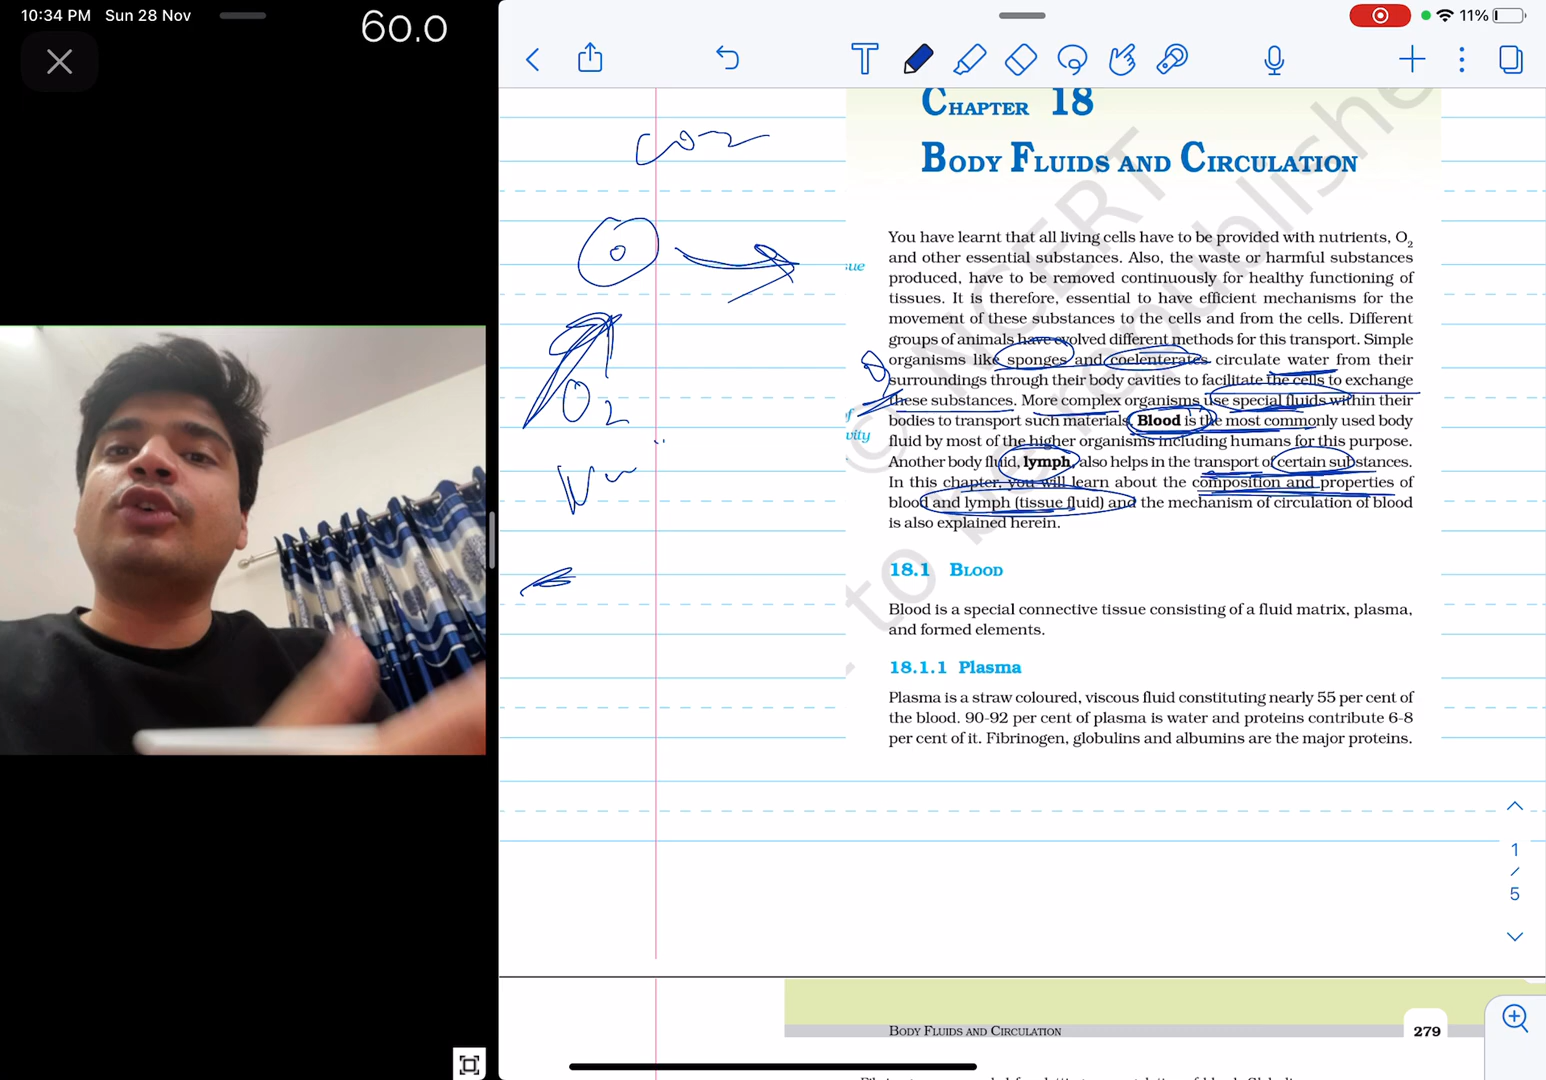 10:34 PM Sun 28 Nov
60.0
11%
T
CHAPTER 18
BODY FLUIDS AND CIRCULATION
co2
O2
You have learnt that all living cells have to be provided with nutrients, O2
and other essential substances. Also, the waste or harmful substances
produced, have to be removed continuously for healthy functioning of
tissues. It is therefore, essential to have efficient mechanisms for the
movement of these substances to the cells and from the cells. Different
groups of animals have evolved different methods for this transport. Simple
organisms like sponges and coelenterates circulate water from their
surroundings through their body cavities to facilitate the cells to exchange
these substances. More complex organisms use special fluids within their
bodies to transport such materials. Blood is the most commonly used body
fluid by most of the higher organisms including humans for this purpose.
Another body fluid, lymph, also helps in the transport of certain substances.
In this chapter, you will learn about the composition and properties of
blood and lymph (tissue fluid) and the mechanism of circulation of blood
is also explained herein.
18.1 BLOOD
Blood is a special connective tissue consisting of a fluid matrix, plasma,
and formed elements.
18.1.1 Plasma
Plasma is a straw coloured, viscous fluid constituting nearly 55 per cent of
the blood. 90-92 per cent of plasma is water and proteins contribute 6-8
per cent of it. Fibrinogen, globulins and albumins are the major proteins.
1
/
5
BODY FLUIDS AND CIRCULATION
279
© NCERT
to be republished